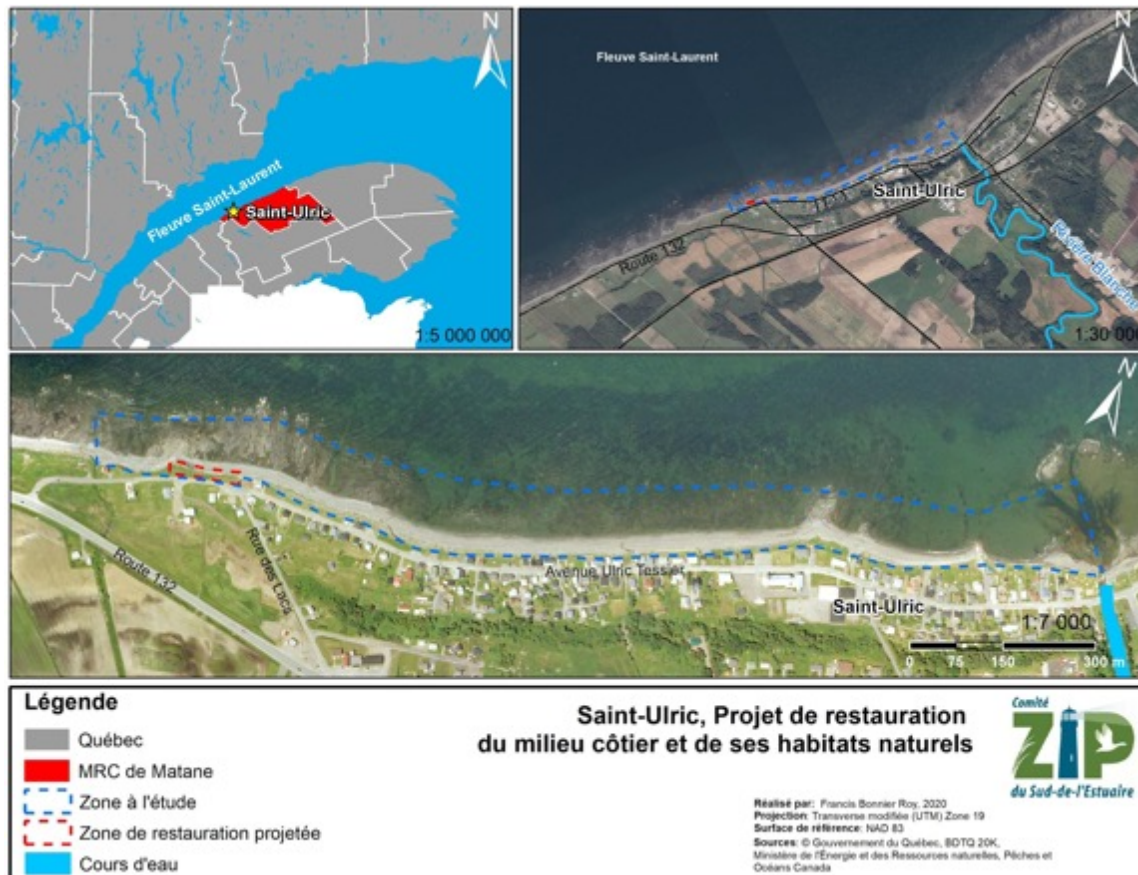 N
Fleuve Saint-Laurent
Saint-Ulric
1:5 000 000
N
Fleuve Saint-Laurent
Saint-Ulric
Route 132
Rivière Blanche
1:30 000
N
Route 132
Rue des Lacs
Avenue Ulric Tessier
Saint-Ulric
1:7 000
0 75 150 300 m
Légende
Québec
MRC de Matane
Zone à l'étude
Zone de restauration projetée
Cours d'eau
Saint-Ulric, Projet de restauration
du milieu côtier et de ses habitats naturels
Comité
ZIP
du Sud-de-l'Estuaire
Réalisé par: Francis Bonnier Roy, 2020
Projection: Transverse modifiée (UTM) Zone 19
Surface de référence: NAD 83
Sources: © Gouvernement du Québec, BDTQ 20K,
Ministère de l'Énergie et des Ressources naturelles, Pêches et
Océans Canada